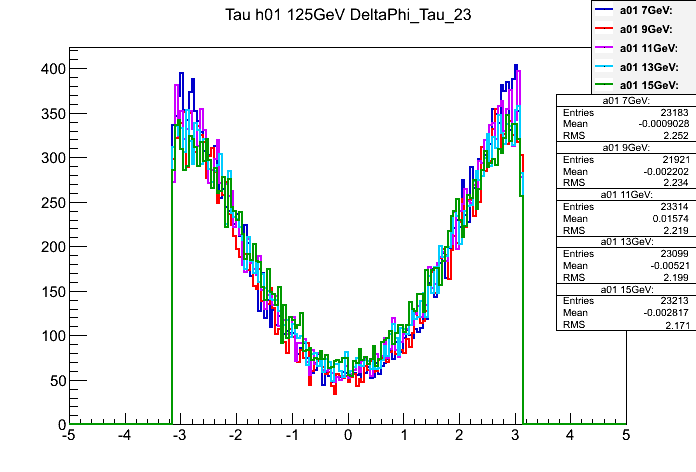 Tau h01 125GeV DeltaPhi_Tau_23
a01 7GeV:
a01 9GeV:
a01 11GeV:
a01 13GeV:
a01 15GeV:
a01 7GeV:
Entries 23183
Mean -0.0009028
RMS 2.252
a01 9GeV:
Entries 21921
Mean -0.002202
RMS 2.234
a01 11GeV:
Entries 23314
Mean 0.01574
RMS 2.219
a01 13GeV:
Entries 23099
Mean -0.00521
RMS 2.199
a01 15GeV:
Entries 23213
Mean -0.002817
RMS 2.171
400
350
300
250
200
150
100
50
0
-5 -4 -3 -2 -1 0 1 2 3 4 5